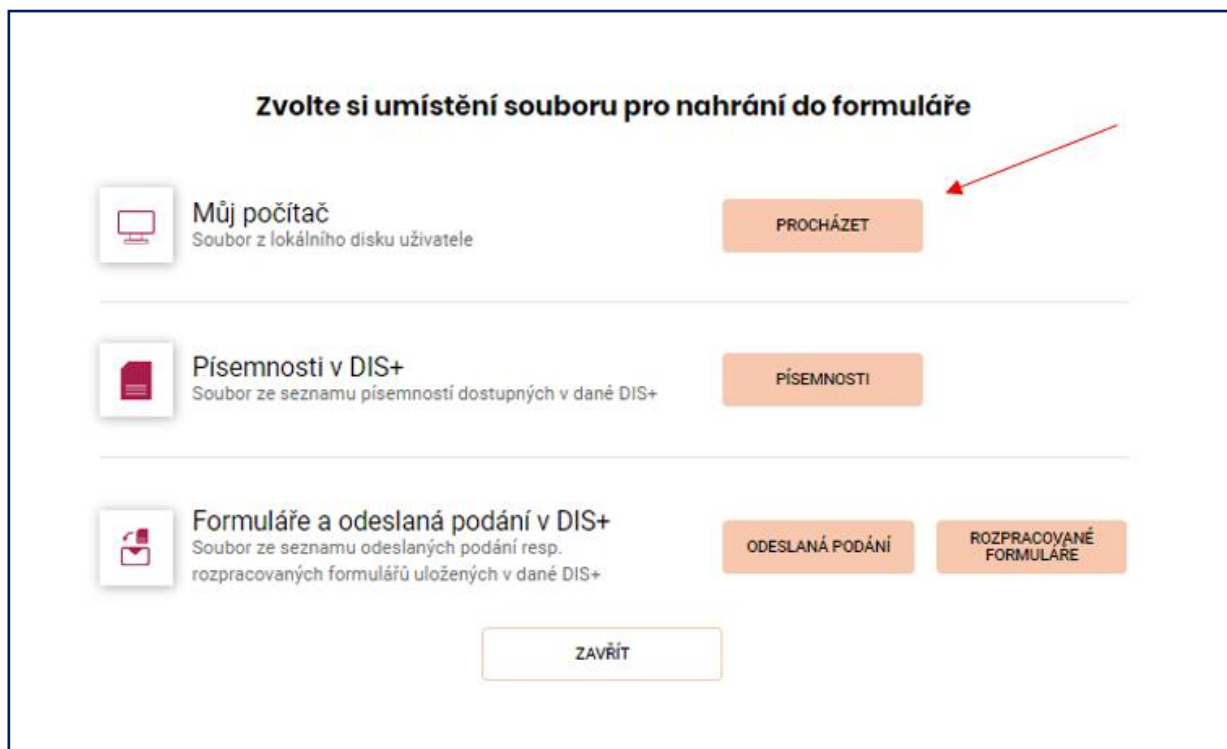 Zvolte si umístění souboru pro nahrání do formuláře
Můj počítač
Soubor z lokálního disku uživatele
PROCHÁZET
Písemnosti v DIS+
Soubor ze seznamu písemností dostupných v dané DIS+
PÍSEMNOSTI
Formuláře a odeslaná podání v DIS+
Soubor ze seznamu odeslaných podání resp.
rozpracovaných formulářů uložených v dané DIS+
ODESLANÁ PODÁNÍ
ROZPRACOVANÉ
FORMULÁŘE
ZAVŘÍT